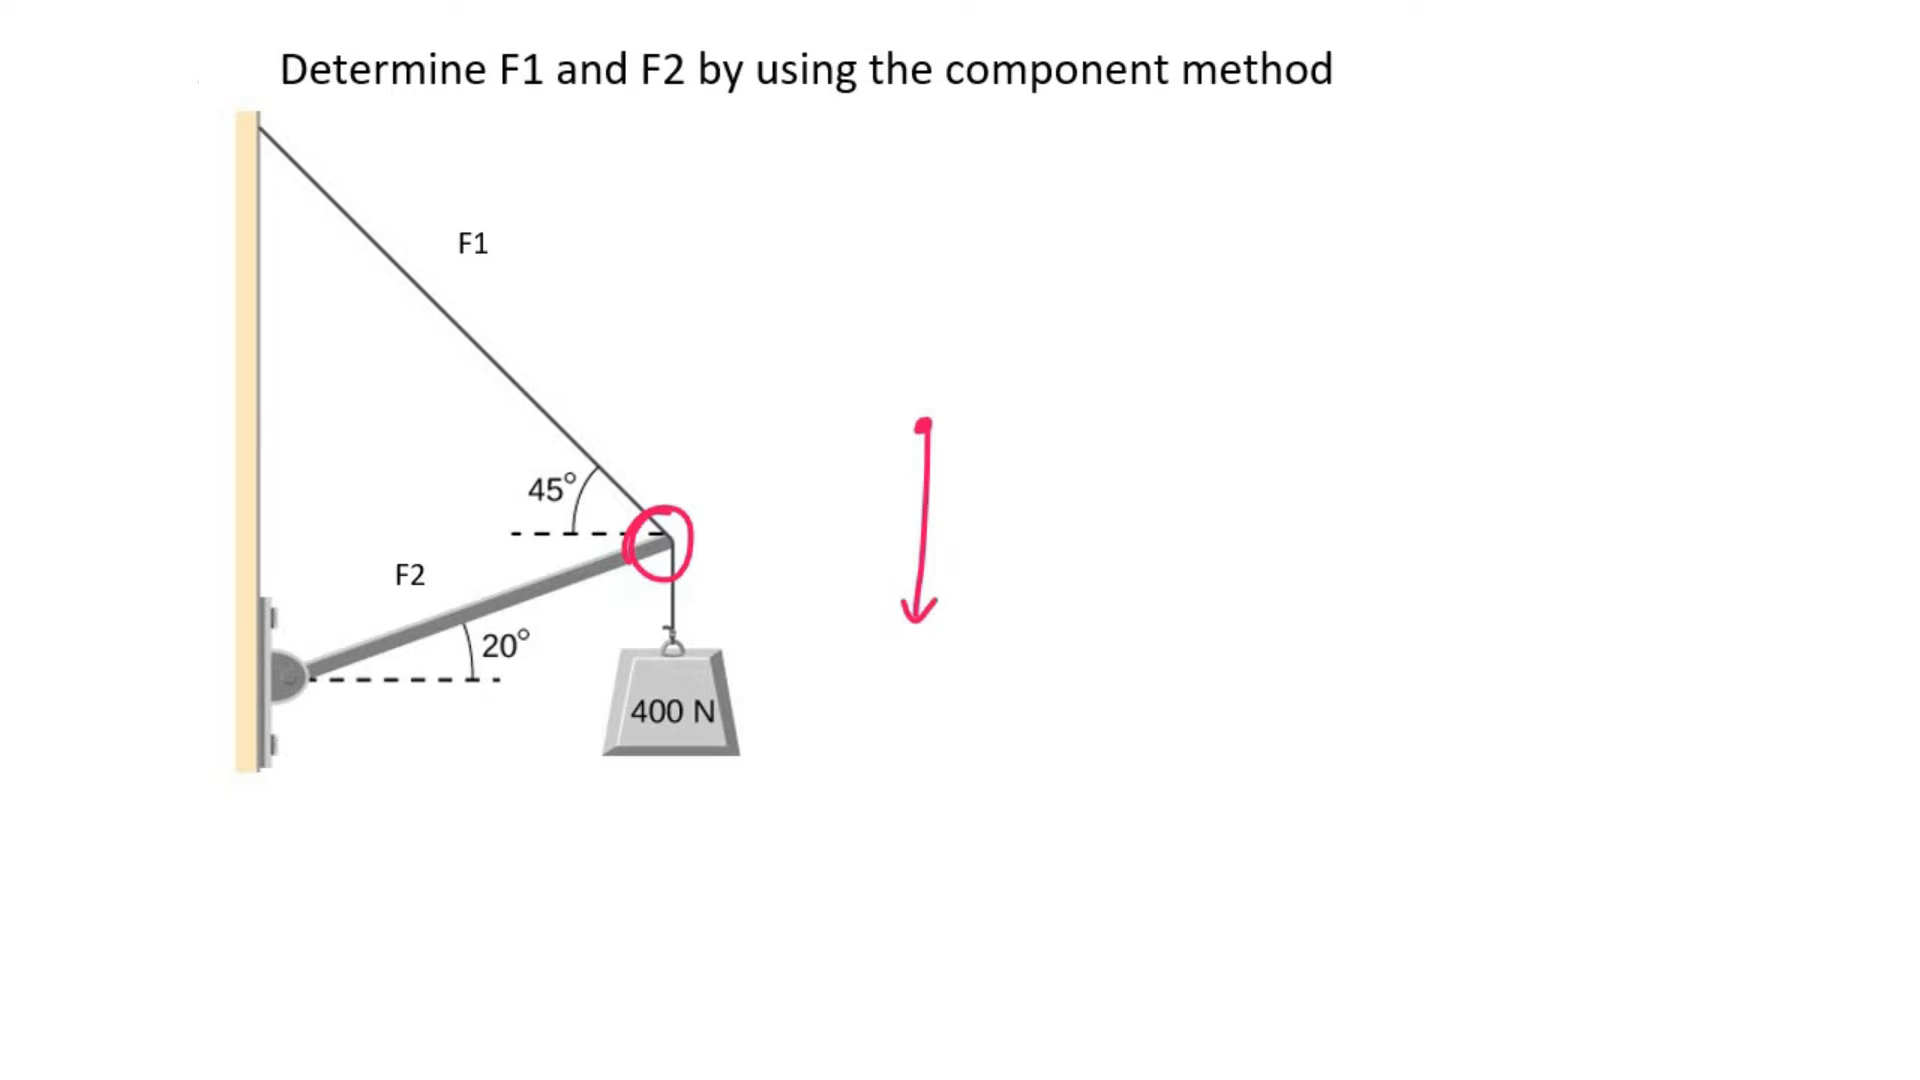 Determine F1 and F2 by using the component method
F1
45°
F2
20°
400 N